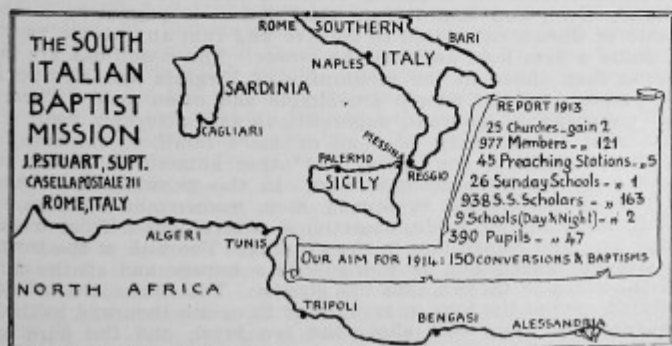 THE SOUTH
ITALIAN
BAPTIST
MISSION
J.P.STUART, SUPT.
CASELLA POSTALE 211
ROME, ITALY
ROME
SOUTHERN
ITALY
NAPLES
BARI
SARDINIA
CAGLIARI
MESSINA
PALERMO
REGGIO
SICILY
REPORT 1913
25 Churches - gain 2
977 Members - „ 121
45 Preaching Stations - „ 5
26 Sunday Schools - „ 1
938 S.S. Scholars - „ 163
9 Schools (Day & Night) - „ 2
390 Pupils - „ 47
OUR AIM FOR 1914: 150 CONVERSIONS & BAPTISMS
ALGERI
TUNIS
NORTH AFRICA
TRIPOLI
BENGASI
ALESSANDRIA